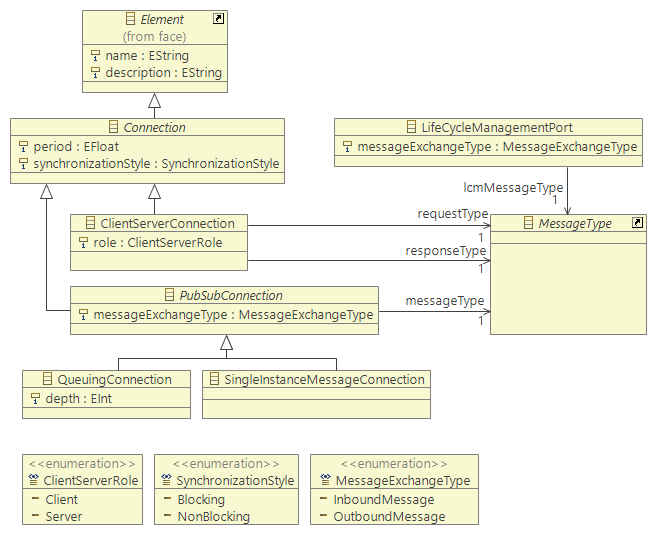 Element
(from face)
name : EString
description : EString
Connection
period : EFloat
synchronizationStyle : SynchronizationStyle
LifeCycleManagementPort
messageExchangeType : MessageExchangeType
lcmMessageType
1
ClientServerConnection
role : ClientServerRole
requestType
1
responseType
1
MessageType
PubSubConnection
messageExchangeType : MessageExchangeType
messageType
1
QueuingConnection
depth : EInt
SingleInstanceMessageConnection
<<enumeration>>
ClientServerRole
Client
Server
<<enumeration>>
SynchronizationStyle
Blocking
NonBlocking
<<enumeration>>
MessageExchangeType
InboundMessage
OutboundMessage